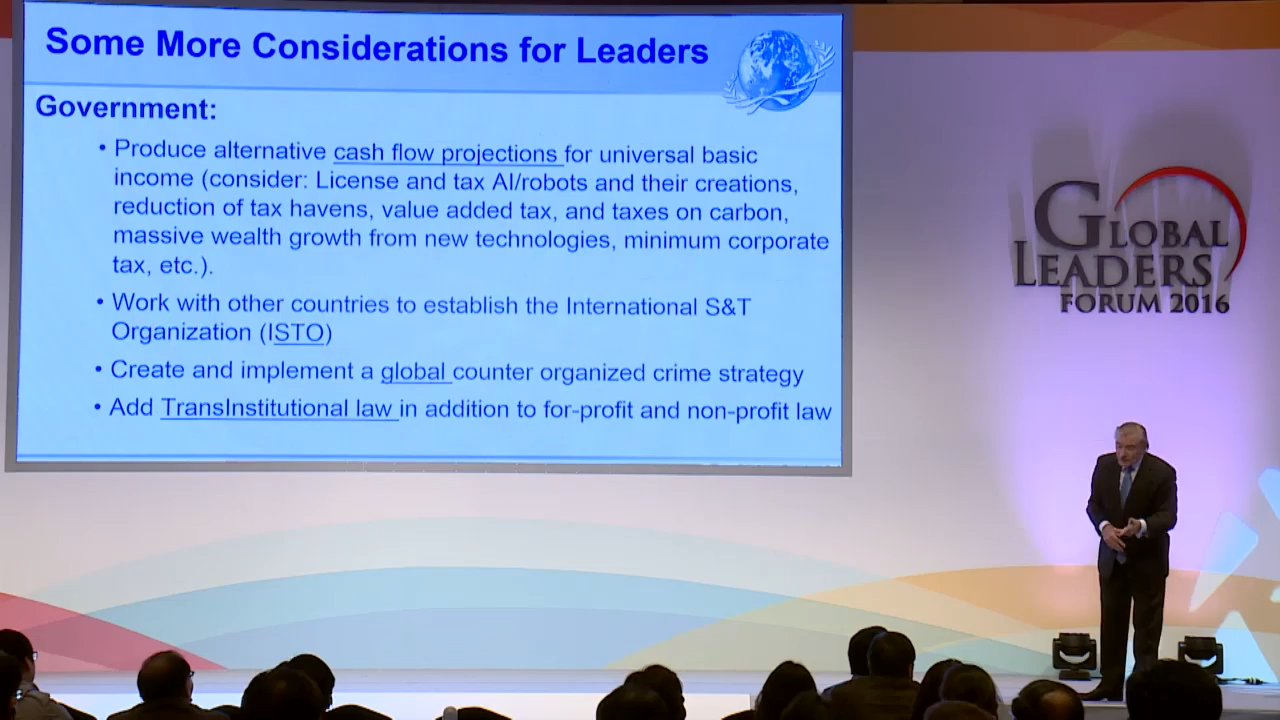 Some More Considerations for Leaders
Government:
• Produce alternative cash flow projections for universal basic
income (consider: License and tax AI/robots and their creations,
reduction of tax havens, value added tax, and taxes on carbon,
massive wealth growth from new technologies, minimum corporate
tax, etc.).
• Work with other countries to establish the International S&T
Organization (ISTO)
• Create and implement a global counter organized crime strategy
• Add TransInstitutional law in addition to for-profit and non-profit law
GLOBAL
LEADERS
FORUM 2016